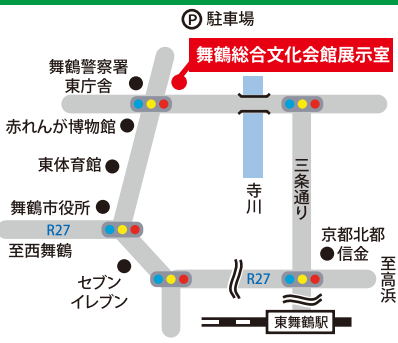 P 駐車場
舞鶴総合文化会館展示室
舞鶴警察署
東庁舎
赤れんが博物館
東体育館
舞鶴市役所
R27
至西舞鶴
セブン
イレブン
寺川
三条通り
京都北都
信金
至高浜
R27
東舞鶴駅